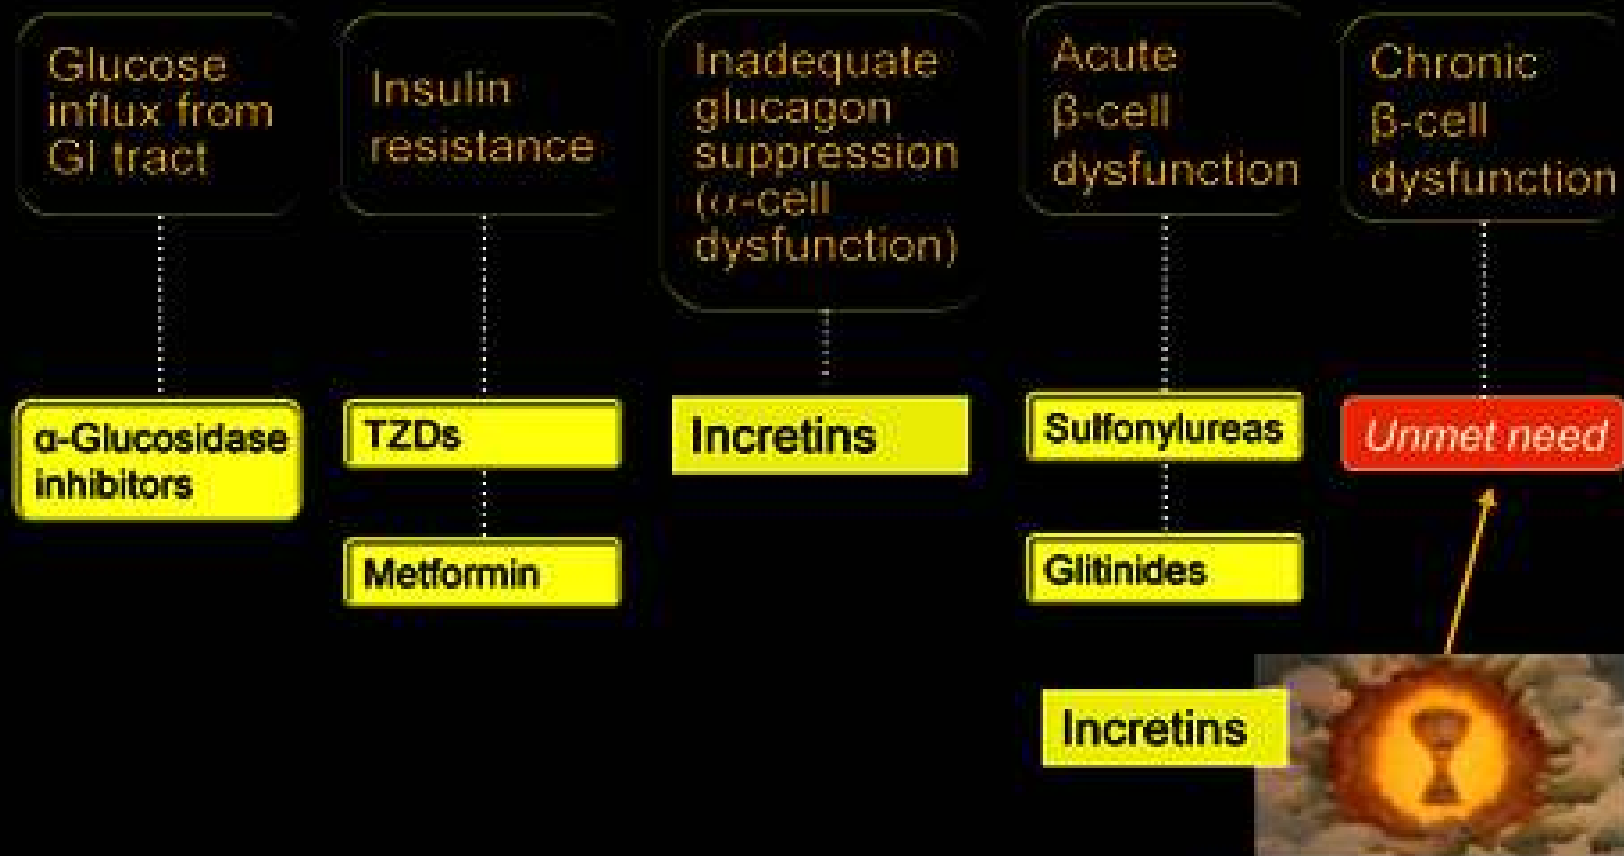 Glucose
influx from
GI tract
Insulin
resistance
Inadequate
glucagon
suppression
(α-cell
dysfunction)
Acute
β-cell
dysfunction
Chronic
β-cell
dysfunction
α-Glucosidase
inhibitors
TZDs
Metformin
Incretins
Sulfonylureas
Glitinides
Incretins
Unmet need